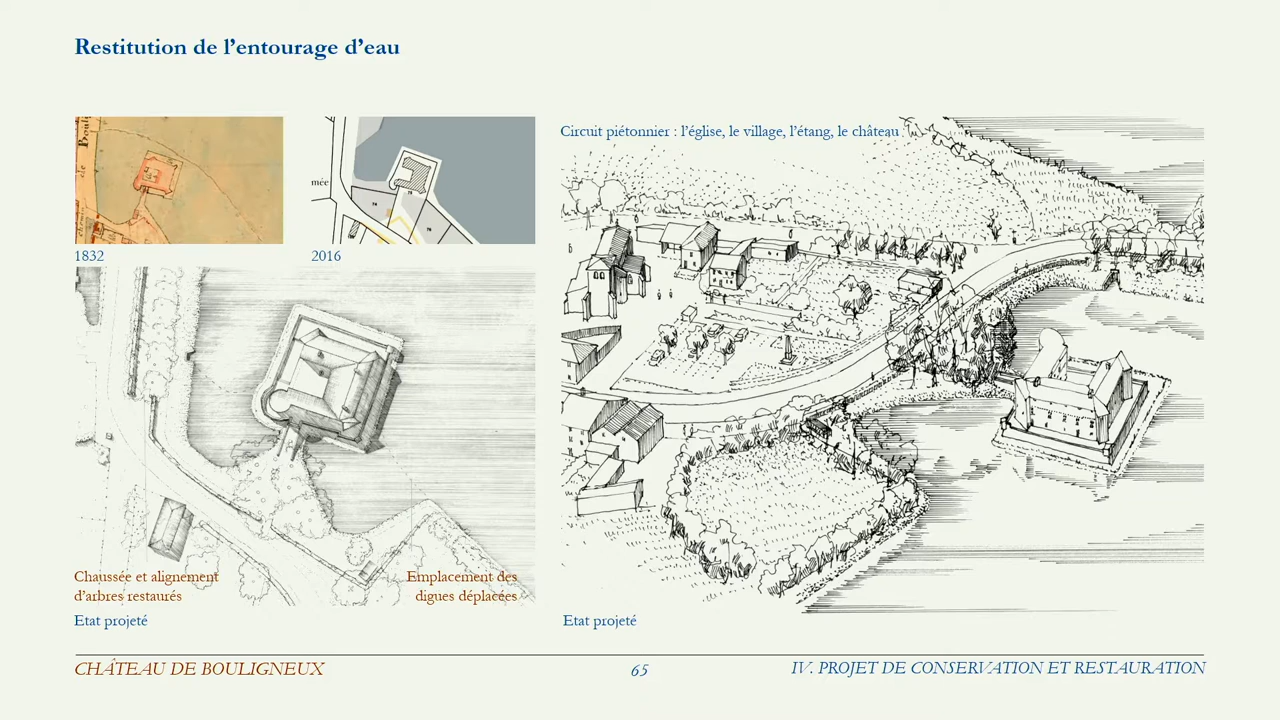 Restitution de l’entourage d’eau
Circuit piétonnier : l’église, le village, l’étang, le château
mée
74
76
1832
2016
Chaussée et alignement
d’arbres restaurés
Emplacement des
digues déplacées
Etat projeté
Etat projeté
CHÂTEAU DE BOULIGNEUX
65
IV. PROJET DE CONSERVATION ET RESTAURATION